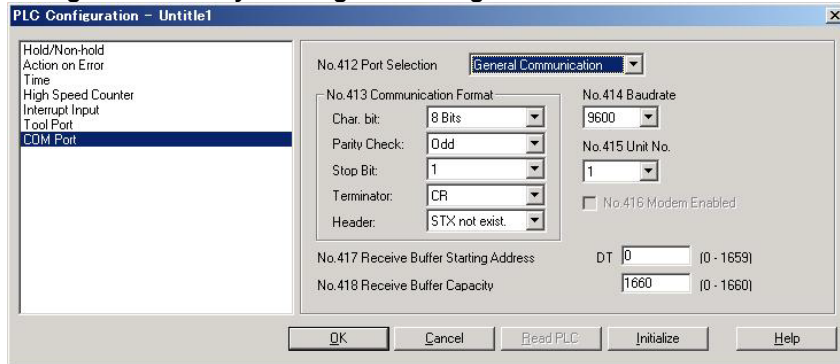 PLC Configuration - Untitle1
Hold/Non-hold
Action on Error
Time
High Speed Counter
Interrupt Input
Tool Port
COM Port
No.412 Port Selection General Communication
No.413 Communication Format
Char. bit: 8 Bits
Parity Check: Odd
Stop Bit: 1
Terminator: CR
Header: STX not exist.
No.414 Baudrate
9600
No.415 Unit No.
1
No.416 Modem Enabled
No.417 Receive Buffer Starting Address DT 0 (0 - 1659)
No.418 Receive Buffer Capacity 1660 (0 - 1660)
OK Cancel Read PLC Initialize Help